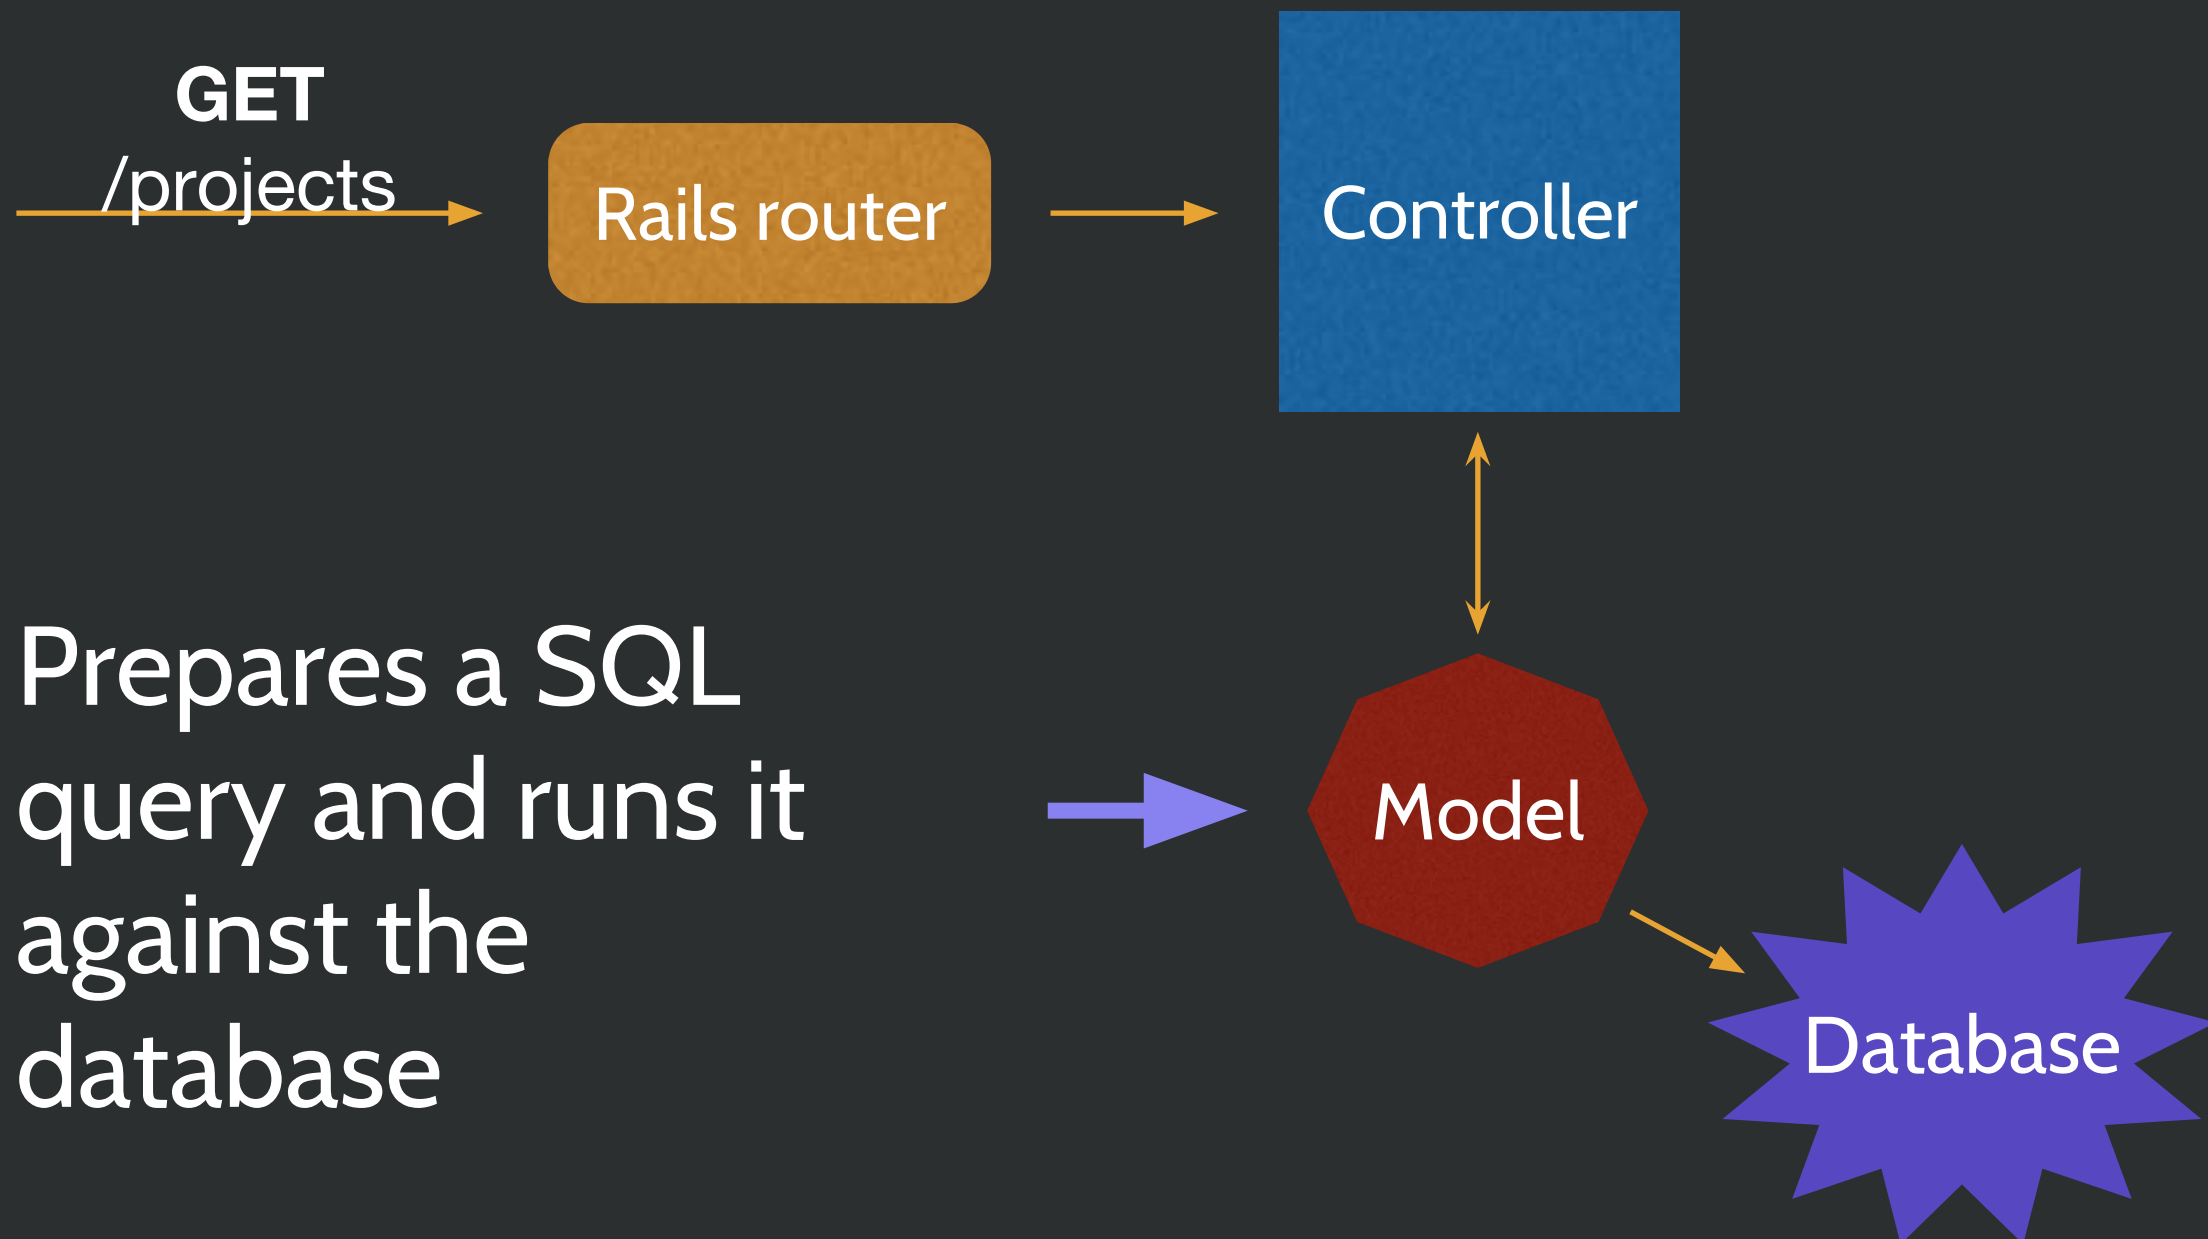 GET
/projects
Rails router
Controller
Prepares a SQL
query and runs it
against the
database
Model
Database